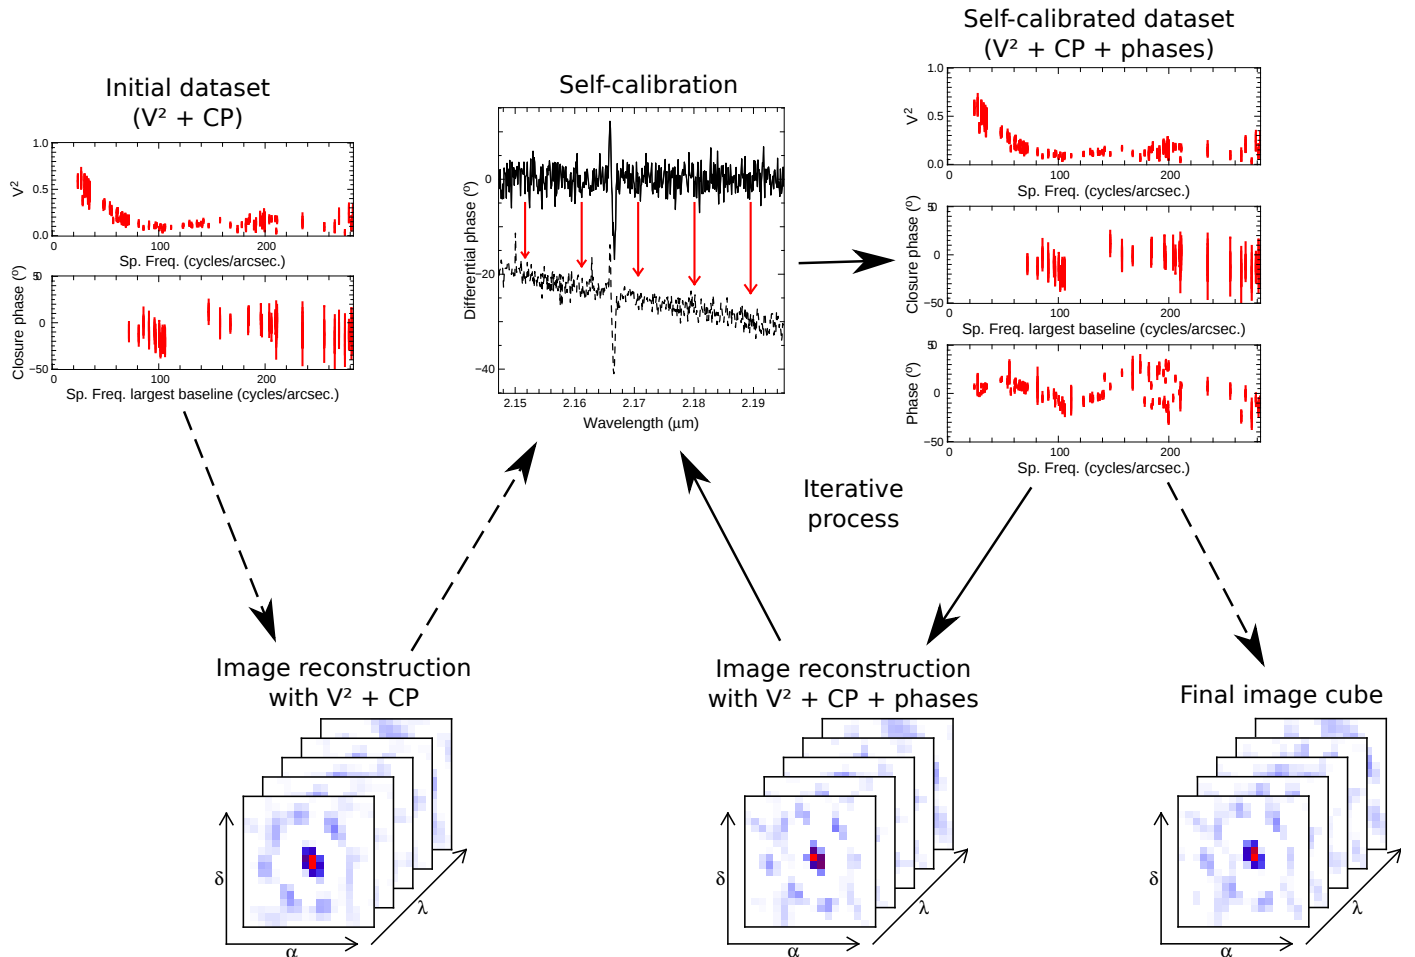 Initial dataset
(V² + CP)
1.0
0.5
0.0
V²
0
100
200
Sp. Freq. (cycles/arcsec.)
0
−50
Closure phase (°)
0
100
200
Sp. Freq. largest baseline (cycles/arcsec.)
Self-calibration
0
−20
−40
Differential phase (°)
2.15
2.16
2.17
2.18
2.19
Wavelength (μm)
Self-calibrated dataset
(V² + CP + phases)
1.0
0.5
0.0
V²
0
100
200
Sp. Freq. (cycles/arcsec.)
0
−50
Closure phase (°)
0
100
200
Sp. Freq. largest baseline (cycles/arcsec.)
0
−50
Phase (°)
0
100
200
Sp. Freq. (cycles/arcsec.)
Iterative
process
Image reconstruction
with V² + CP
δ
α
λ
Image reconstruction
with V² + CP + phases
δ
α
λ
Final image cube
δ
α
λ